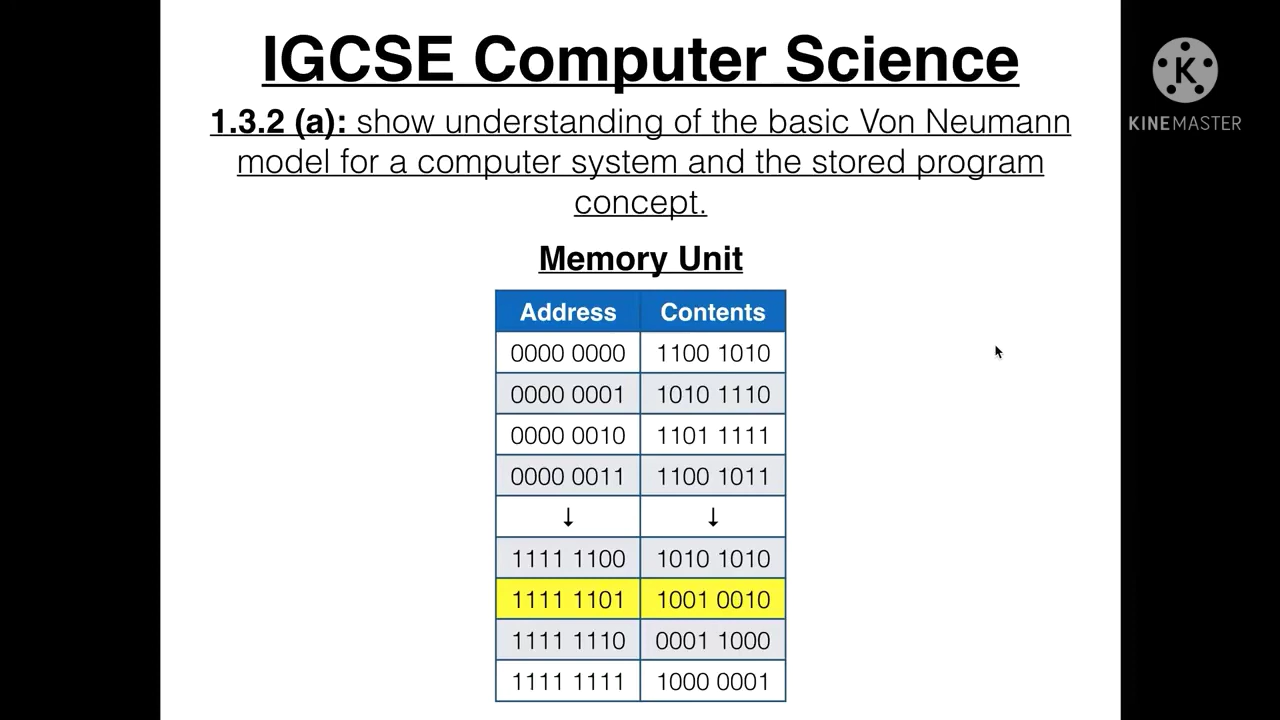 IGCSE Computer Science
K
KINEMASTER
1.3.2 (a): show understanding of the basic Von Neumann
model for a computer system and the stored program
concept.
Memory Unit
Address Contents
0000 0000 1100 1010
0000 0001 1010 1110
0000 0010 1101 1111
0000 0011 1100 1011
↓ ↓
1111 1100 1010 1010
1111 1101 1001 0010
1111 1110 0001 1000
1111 1111 1000 0001